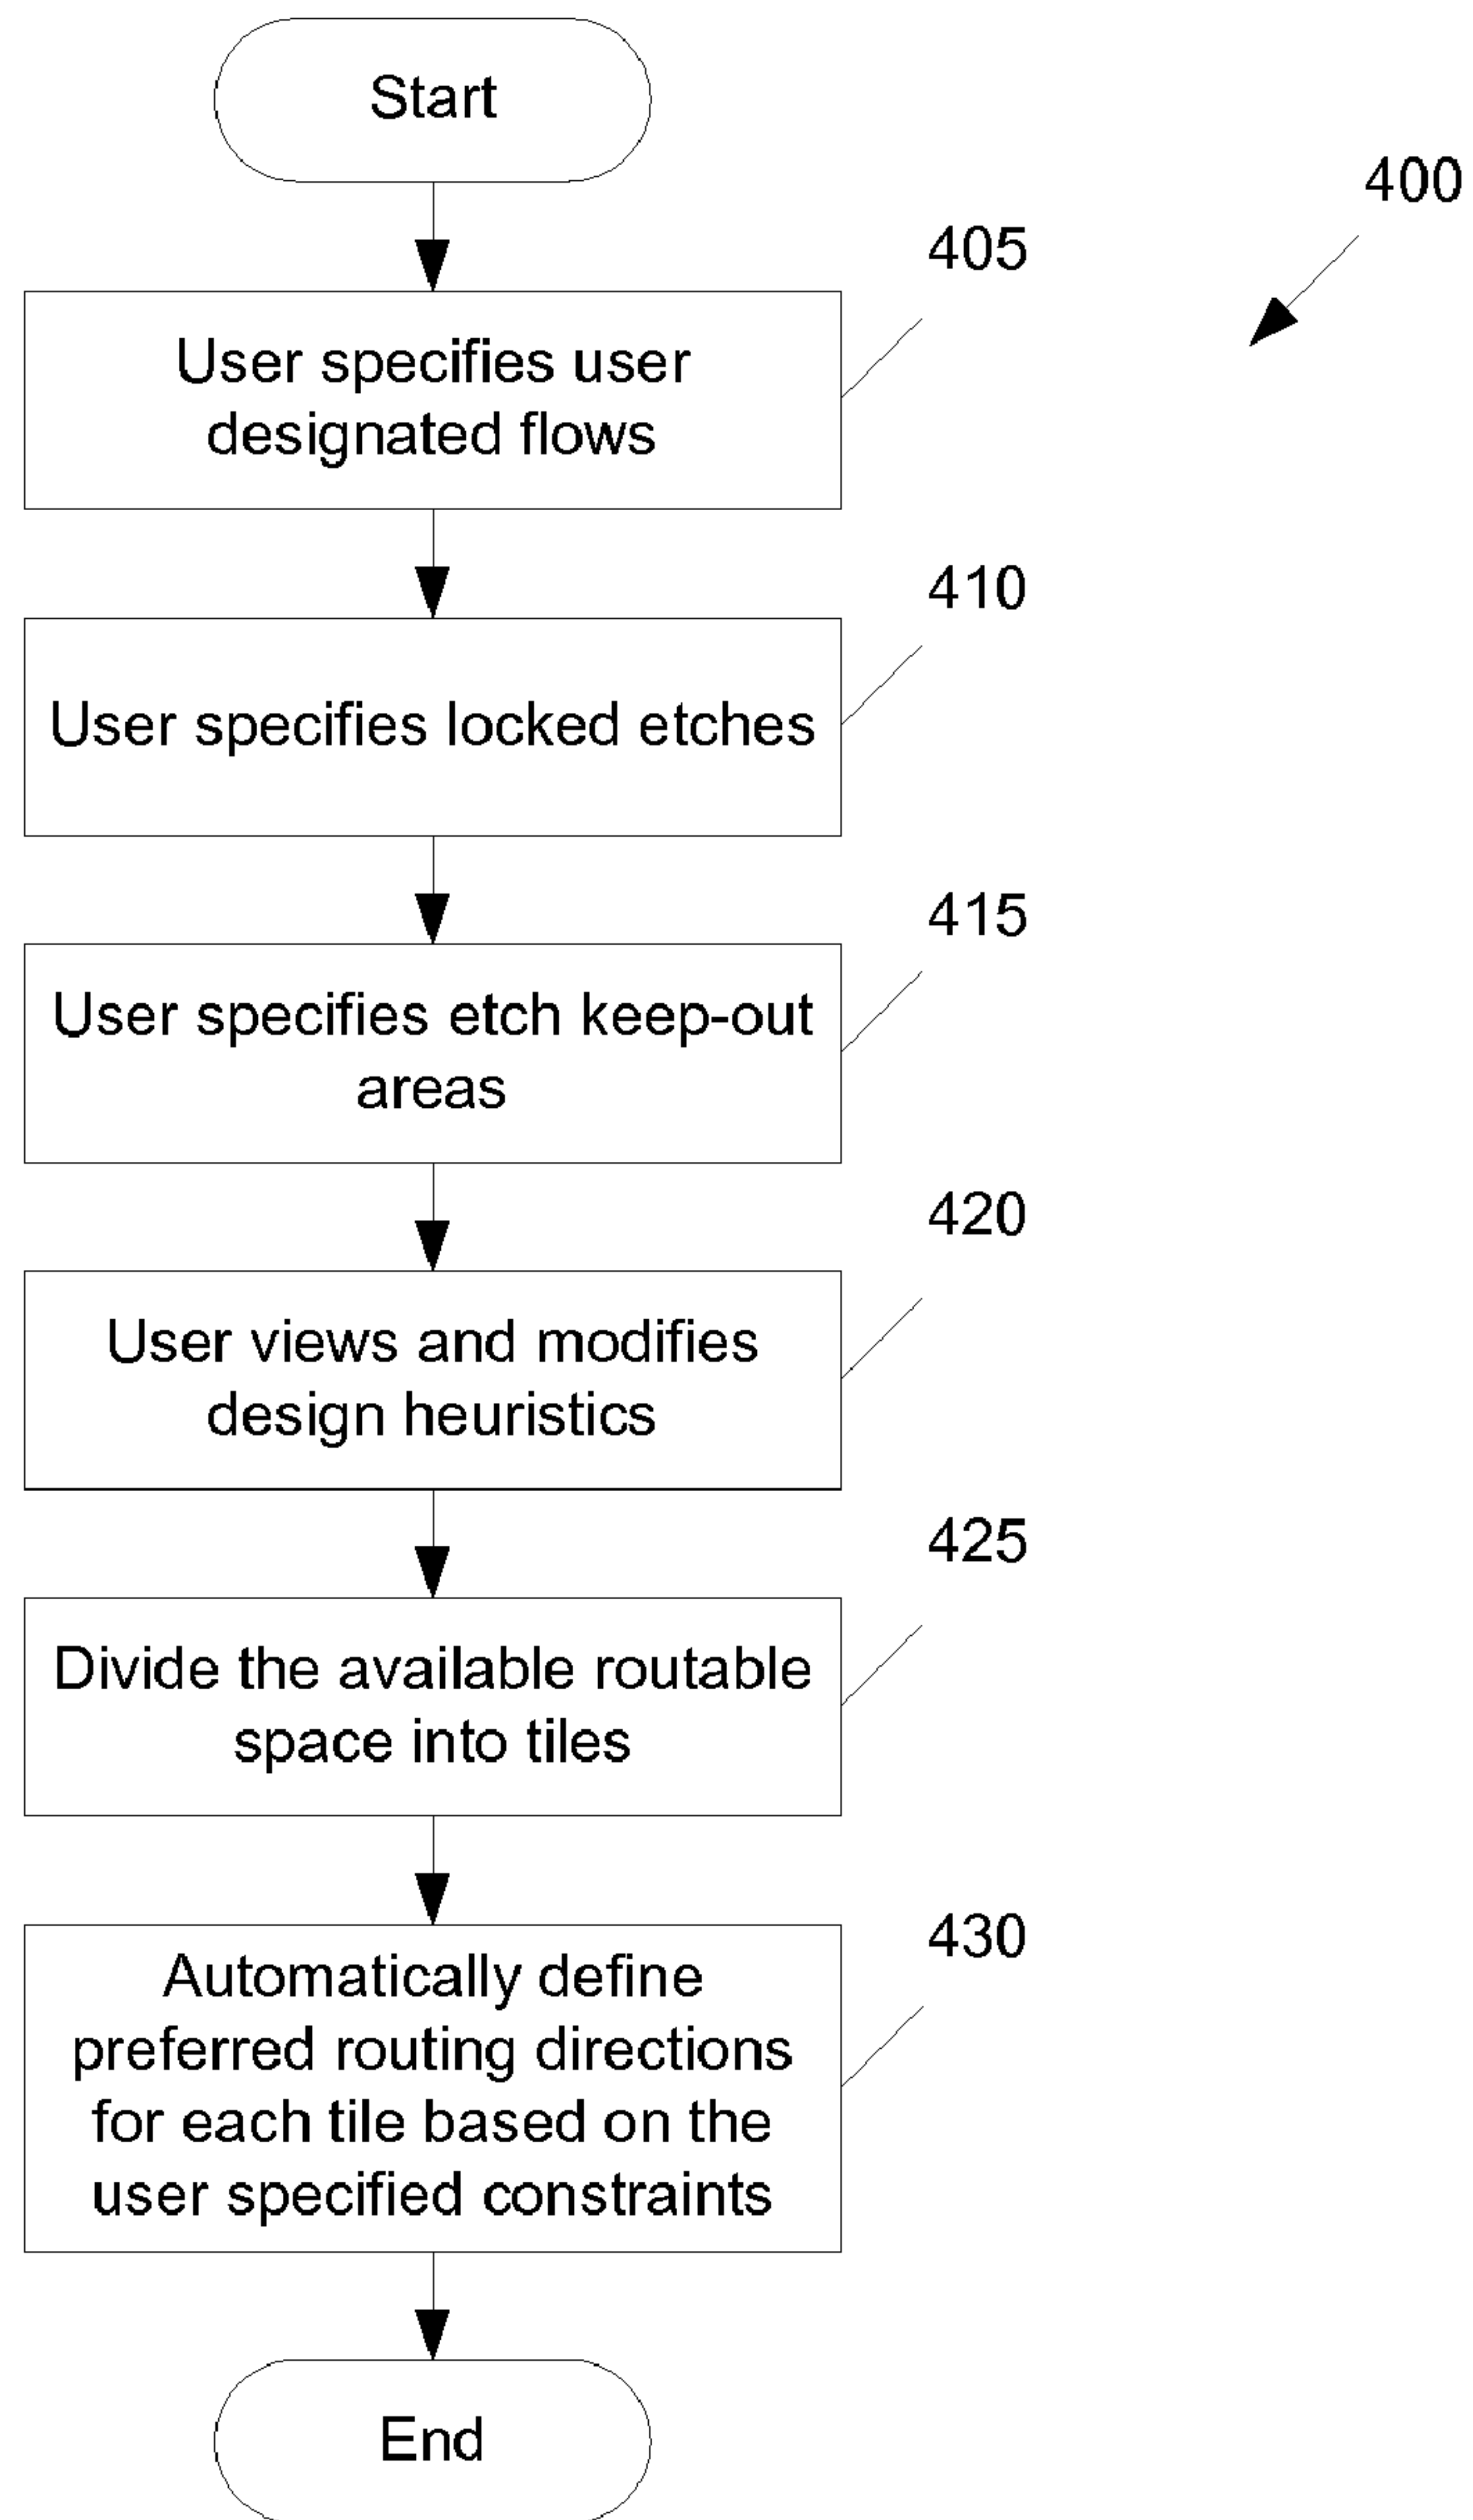 Start
400
405
User specifies user
designated flows
410
User specifies locked etches
415
User specifies etch keep-out
areas
420
User views and modifies
design heuristics
425
Divide the available routable
space into tiles
430
Automatically define
preferred routing directions
for each tile based on the
user specified constraints
End